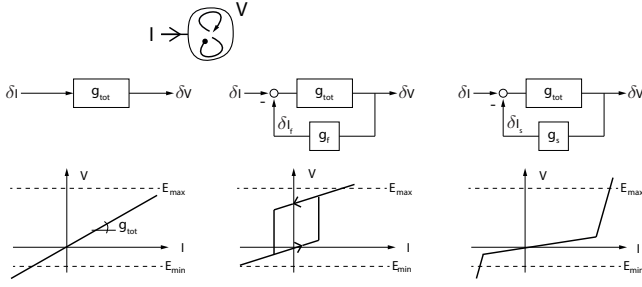 V
I
δI g_tot δV
δI - g_tot δV
δI_f g_f
δI - g_tot δV
δI_s g_s
V E_max
g_tot
I
E_min
V E_max
I
E_min
V E_max
I
E_min